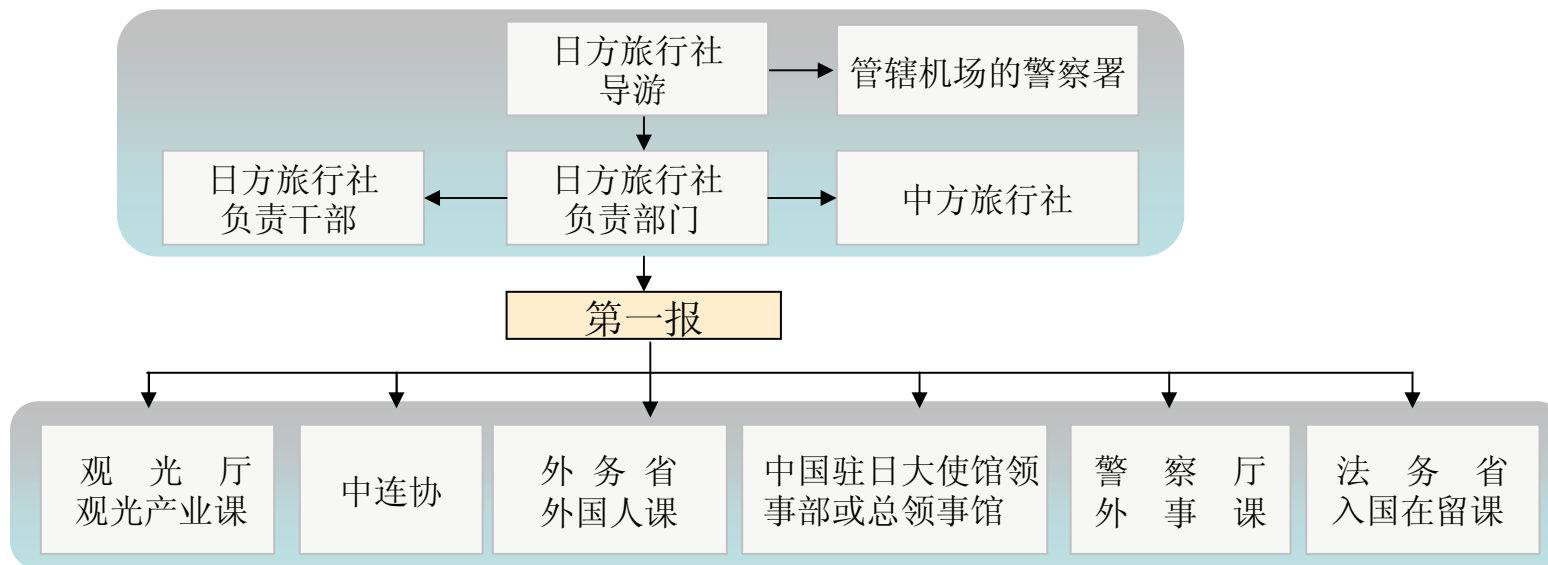 日方旅行社
导游
管辖机场的警察署
日方旅行社
负责干部
日方旅行社
负责部门
中方旅行社
第一报
观光厅
观光产业课
中连协
外务省
外国人课
中国驻日大使馆领
事部或总领事馆
警察厅
外事课
法务省
入国在留课